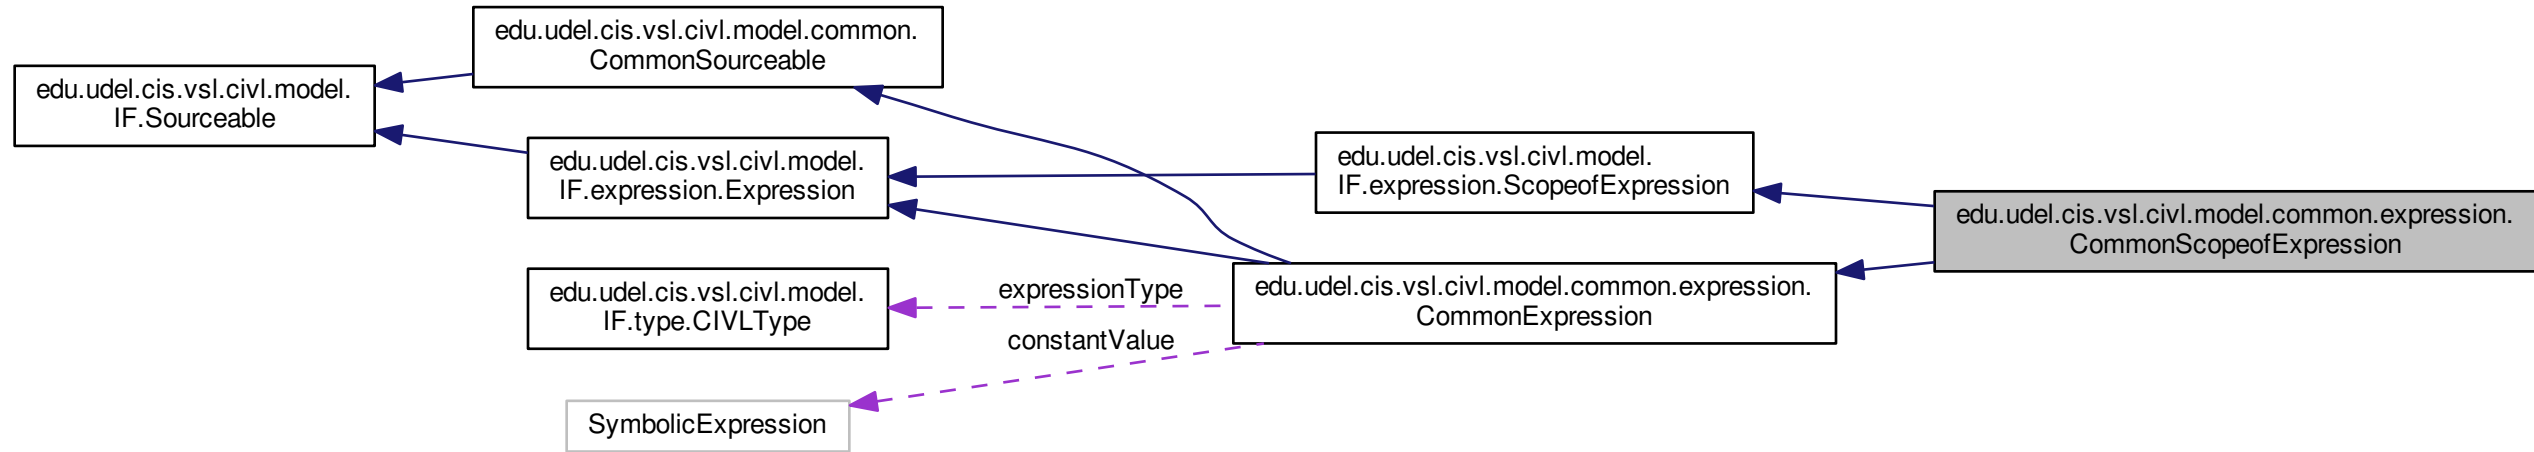 edu.udel.cis.vsl.civl.model.common.
CommonSourceable
edu.udel.cis.vsl.civl.model.
IF.Sourceable
edu.udel.cis.vsl.civl.model.
IF.expression.Expression
edu.udel.cis.vsl.civl.model.
IF.expression.ScopeofExpression
edu.udel.cis.vsl.civl.model.common.expression.
CommonScopeofExpression
edu.udel.cis.vsl.civl.model.
IF.type.CIVLType
expressionType
edu.udel.cis.vsl.civl.model.common.expression.
CommonExpression
constantValue
SymbolicExpression